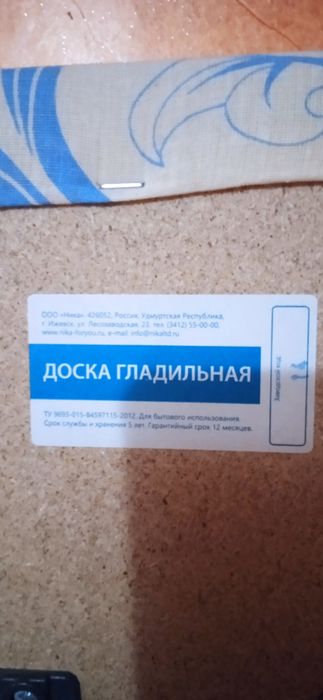 ООО «Ника», 426052, Россия, Удмуртская Республика,
г. Ижевск, ул. Лесозаводская, 23, тел. (3412) 55-00-00,
www.nika-foryou.ru, e-mail: info@nikaltd.ru
ДОСКА ГЛАДИЛЬНАЯ
ТУ 9693-015-84597115-2012. Для бытового использования.
Срок службы и хранения 5 лет. Гарантийный срок 12 месяцев.
Заводской код: